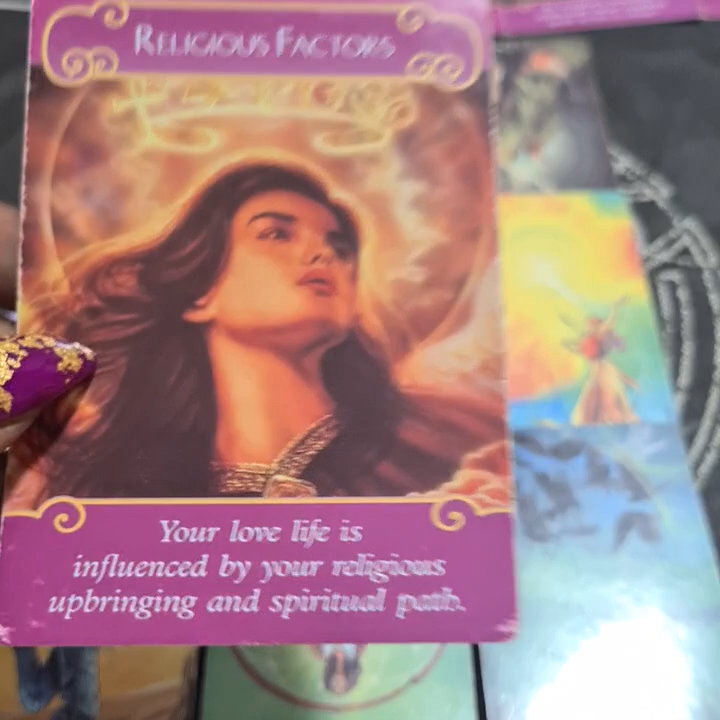 RELIGIOUS FACTORS
Your love life is
influenced by your religious
upbringing and spiritual path.